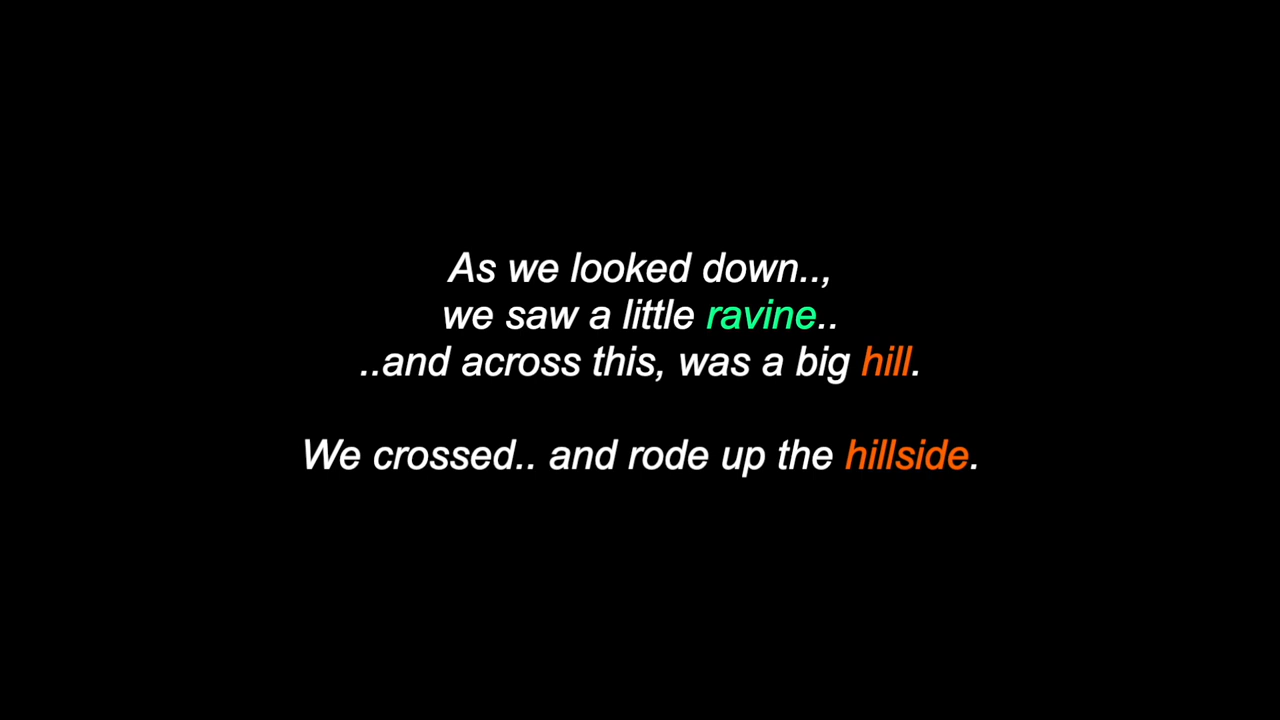 As we looked down..,
we saw a little ravine..
..and across this, was a big hill.
We crossed.. and rode up the hillside.